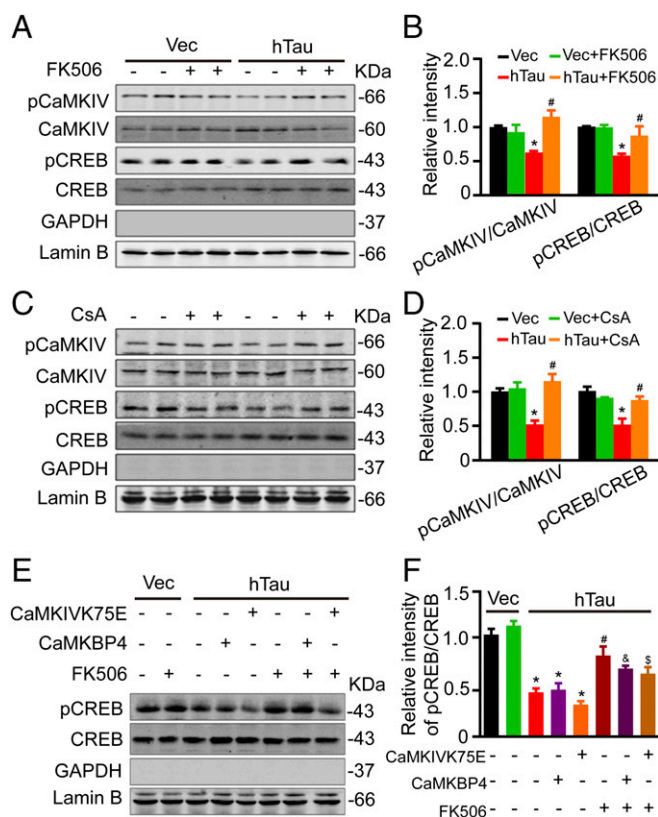 A
Vec hTau
FK506 - - + + - - + + KDa
pCaMKIV -66
CaMKIV -60
pCREB -43
CREB -43
GAPDH -37
Lamin B -66
B
Vec Vec+FK506
hTau hTau+FK506
Relative intensity
2.0
1.5
1.0
0.5
0
* # * #
pCaMKIV/CaMKIV
pCREB/CREB
C
CsA - - + + - - + + KDa
pCaMKIV -66
CaMKIV -60
pCREB -43
CREB -43
GAPDH -37
Lamin B -66
D
Vec Vec+CsA
hTau hTau+CsA
Relative intensity
2.0
1.5
1.0
0.5
0
* # * #
pCaMKIV/CaMKIV
pCREB/CREB
E
Vec hTau
CaMKIVK75E - - - - + - - +
CaMKBP4 - - - + - - + -
FK506 - + - - - + + +
KDa
pCREB -43
CREB -43
GAPDH -37
Lamin B -66
F
Vec hTau
Relative intensity
of pCREB/CREB
1.5
1.0
0.5
0
* * * # & $
CaMKIVK75E - - - - + - - +
CaMKBP4 - - - + - - + -
FK506 - - - - - + + +